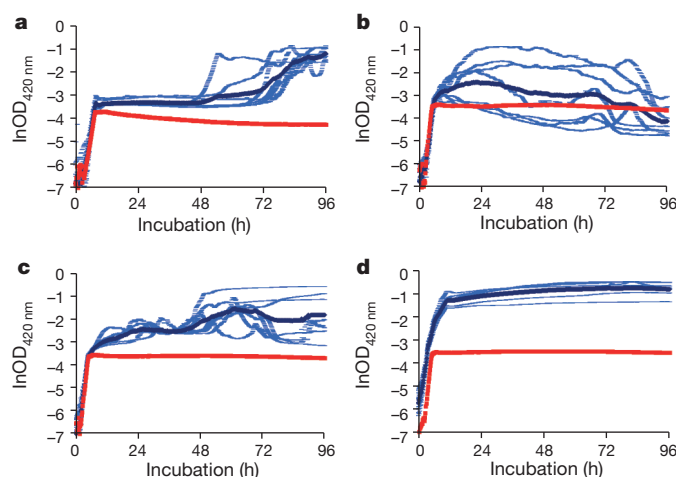 a
b
0
–1
–2
–3
–4
–5
–6
–7
lnOD420 nm
0 24 48 72 96
Incubation (h)
0
–1
–2
–3
–4
–5
–6
–7
lnOD420 nm
0 24 48 72 96
Incubation (h)
c
d
0
–1
–2
–3
–4
–5
–6
–7
lnOD420 nm
0 24 48 72 96
Incubation (h)
0
–1
–2
–3
–4
–5
–6
–7
lnOD420 nm
0 24 48 72 96
Incubation (h)